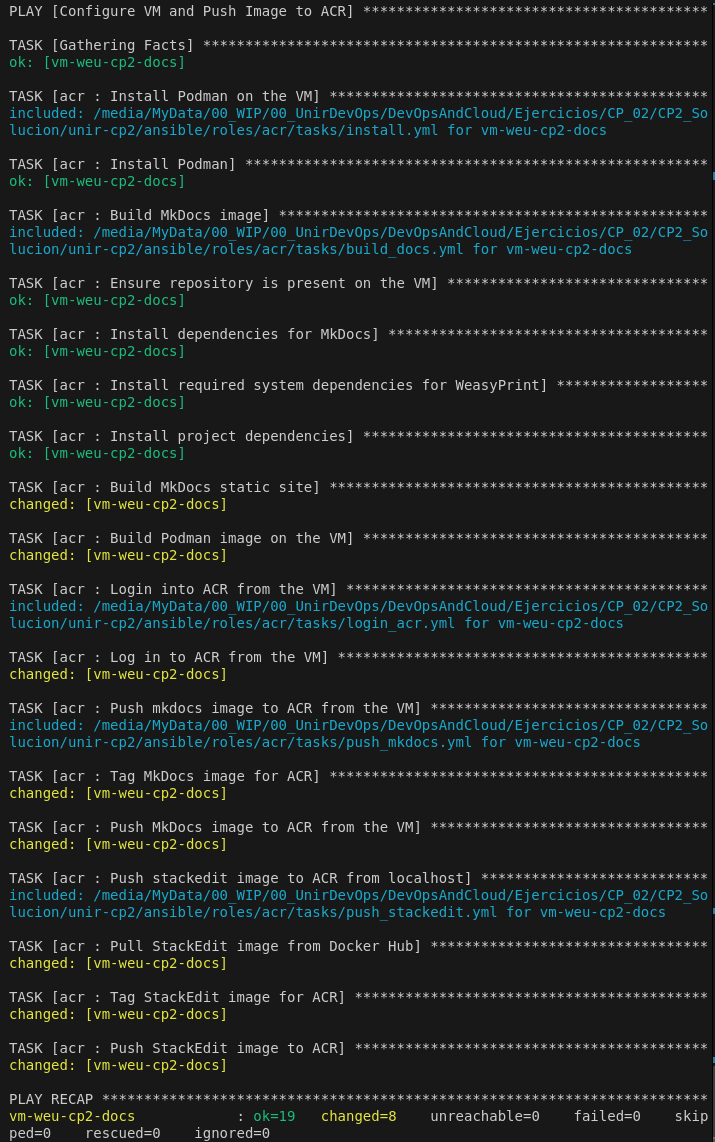 PLAY [Configure VM and Push Image to ACR] *****************************************

TASK [Gathering Facts] ************************************************************
ok: [vm-weu-cp2-docs]

TASK [acr : Install Podman on the VM] *********************************************
included: /media/MyData/00_WIP/00_UnirDevOps/DevOpsAndCloud/Ejercicios/CP_02/CP2_So
lucion/unir-cp2/ansible/roles/acr/tasks/install.yml for vm-weu-cp2-docs

TASK [acr : Install Podman] *******************************************************
ok: [vm-weu-cp2-docs]

TASK [acr : Build MkDocs image] ***************************************************
included: /media/MyData/00_WIP/00_UnirDevOps/DevOpsAndCloud/Ejercicios/CP_02/CP2_So
lucion/unir-cp2/ansible/roles/acr/tasks/build_docs.yml for vm-weu-cp2-docs

TASK [acr : Ensure repository is present on the VM] *******************************
ok: [vm-weu-cp2-docs]

TASK [acr : Install dependencies for MkDocs] **************************************
ok: [vm-weu-cp2-docs]

TASK [acr : Install required system dependencies for WeasyPrint] ******************
ok: [vm-weu-cp2-docs]

TASK [acr : Install project dependencies] *****************************************
ok: [vm-weu-cp2-docs]

TASK [acr : Build MkDocs static site] *********************************************
changed: [vm-weu-cp2-docs]

TASK [acr : Build Podman image on the VM] *****************************************
changed: [vm-weu-cp2-docs]

TASK [acr : Login into ACR from the VM] *******************************************
included: /media/MyData/00_WIP/00_UnirDevOps/DevOpsAndCloud/Ejercicios/CP_02/CP2_So
lucion/unir-cp2/ansible/roles/acr/tasks/login_acr.yml for vm-weu-cp2-docs

TASK [acr : Log in to ACR from the VM] ********************************************
changed: [vm-weu-cp2-docs]

TASK [acr : Push mkdocs image to ACR from the VM] *********************************
included: /media/MyData/00_WIP/00_UnirDevOps/DevOpsAndCloud/Ejercicios/CP_02/CP2_So
lucion/unir-cp2/ansible/roles/acr/tasks/push_mkdocs.yml for vm-weu-cp2-docs

TASK [acr : Tag MkDocs image for ACR] *********************************************
changed: [vm-weu-cp2-docs]

TASK [acr : Push MkDocs image to ACR from the VM] *********************************
changed: [vm-weu-cp2-docs]

TASK [acr : Push stackedit image to ACR from localhost] ***************************
included: /media/MyData/00_WIP/00_UnirDevOps/DevOpsAndCloud/Ejercicios/CP_02/CP2_So
lucion/unir-cp2/ansible/roles/acr/tasks/push_stackedit.yml for vm-weu-cp2-docs

TASK [acr : Pull StackEdit image from Docker Hub] *********************************
changed: [vm-weu-cp2-docs]

TASK [acr : Tag StackEdit image for ACR] ******************************************
changed: [vm-weu-cp2-docs]

TASK [acr : Push StackEdit image to ACR] ******************************************
changed: [vm-weu-cp2-docs]

PLAY RECAP ************************************************************************
vm-weu-cp2-docs            : ok=19   changed=8    unreachable=0    failed=0    skip
ped=0    rescued=0    ignored=0